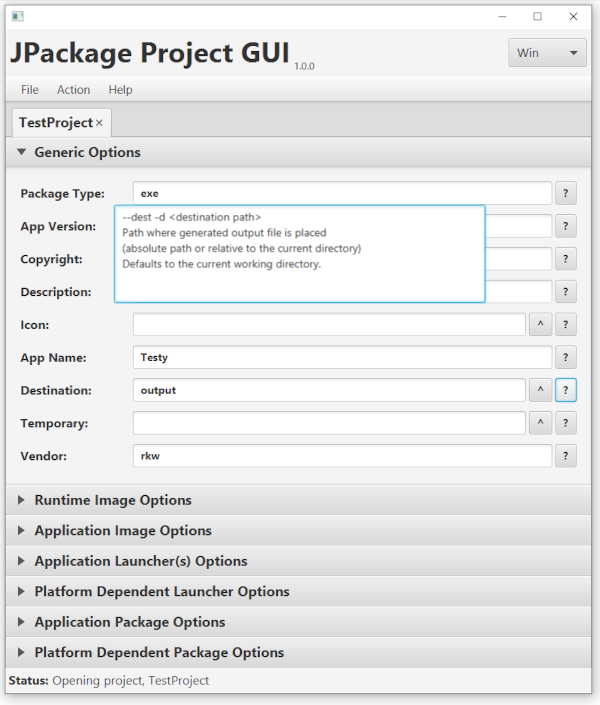 JPackage Project GUI 1.0.0
Win
File Action Help
TestProject ×
Generic Options
Package Type: exe ?
App Version: ?
--dest -d <destination path>
Path where generated output file is placed
(absolute path or relative to the current directory)
Defaults to the current working directory.
Copyright: ?
Description: ?
Icon: ^ ?
App Name: Testy ?
Destination: output ^ ?
Temporary: ^ ?
Vendor: rkw ?
Runtime Image Options
Application Image Options
Application Launcher(s) Options
Platform Dependent Launcher Options
Application Package Options
Platform Dependent Package Options
Status: Opening project, TestProject